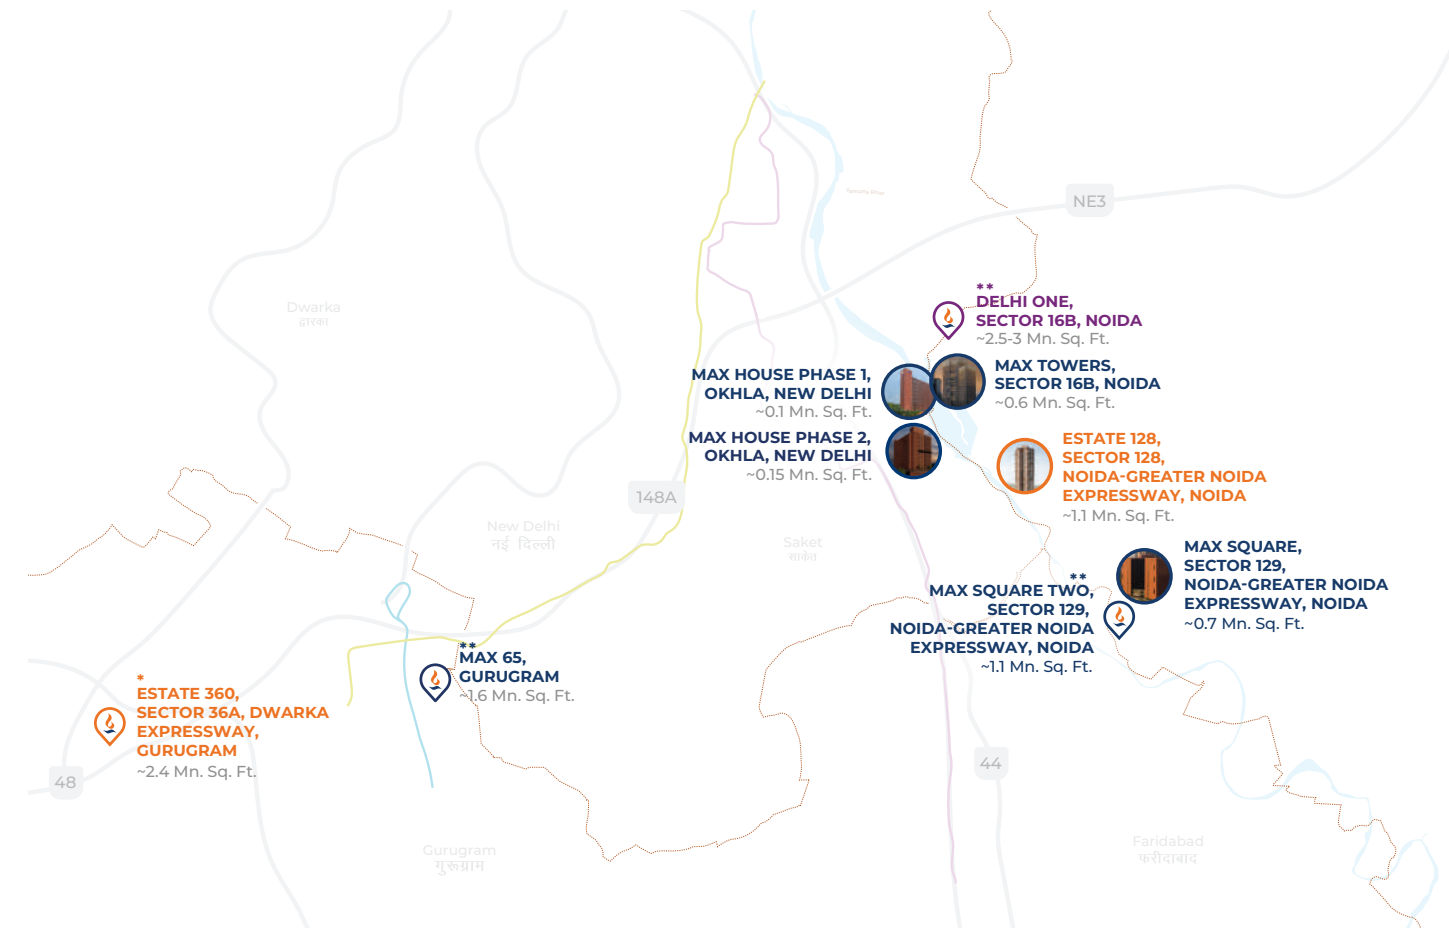 NE3
Dwarka
द्वारका
**
DELHI ONE,
SECTOR 16B, NOIDA
~2.5-3 Mn. Sq. Ft.
MAX HOUSE PHASE 1,
OKHLA, NEW DELHI
~0.1 Mn. Sq. Ft.
MAX TOWERS,
SECTOR 16B, NOIDA
~0.6 Mn. Sq. Ft.
MAX HOUSE PHASE 2,
OKHLA, NEW DELHI
~0.15 Mn. Sq. Ft.
ESTATE 128,
SECTOR 128,
NOIDA-GREATER NOIDA
EXPRESSWAY, NOIDA
~1.1 Mn. Sq. Ft.
148A
New Delhi
नई दिल्ली
Saket
साकेत
MAX SQUARE,
SECTOR 129,
NOIDA-GREATER NOIDA
EXPRESSWAY, NOIDA
~0.7 Mn. Sq. Ft.
**
MAX SQUARE TWO,
SECTOR 129,
NOIDA-GREATER NOIDA
EXPRESSWAY, NOIDA
~1.1 Mn. Sq. Ft.
**
MAX 65,
GURUGRAM
~1.6 Mn. Sq. Ft.
*
ESTATE 360,
SECTOR 36A, DWARKA
EXPRESSWAY,
GURUGRAM
~2.4 Mn. Sq. Ft.
48
44
Gurugram
गुरूग्राम
Faridabad
फरीदाबाद